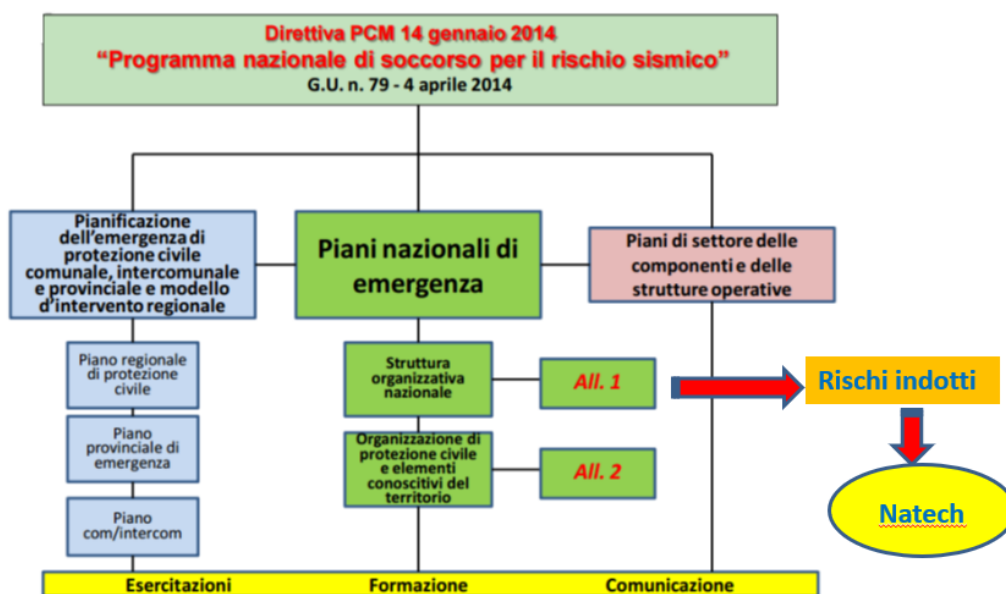 Direttiva PCM 14 gennaio 2014
“Programma nazionale di soccorso per il rischio sismico”
G.U. n. 79 - 4 aprile 2014
Pianificazione
dell’emergenza di
protezione civile
comunale, intercomunale
e provinciale e modello
d’intervento regionale
Piani nazionali di
emergenza
Piani di settore delle
componenti e delle
strutture operative
Piano regionale
di protezione
civile
Piano
provinciale di
emergenza
Piano
com/intercom
Struttura
organizzativa
nazionale
All. 1
Organizzazione di
protezione civile
e elementi
conoscitivi del
territorio
All. 2
Rischi indotti
Natech
Esercitazioni Formazione Comunicazione